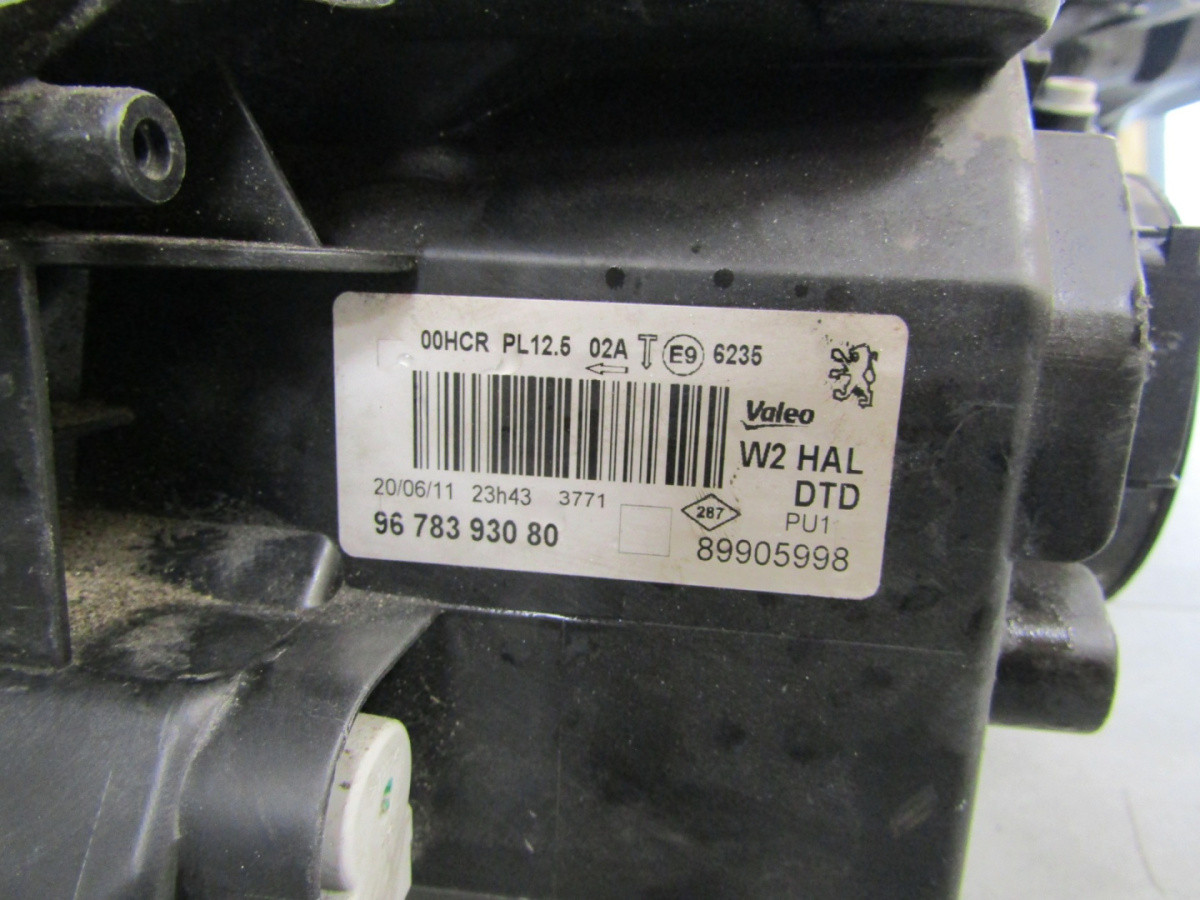 00HCR PL12.5 02A E9 6235
Valeo
W2 HAL
DTD
20/06/11 23h43 3771
287
PU1
96 783 930 80
89905998